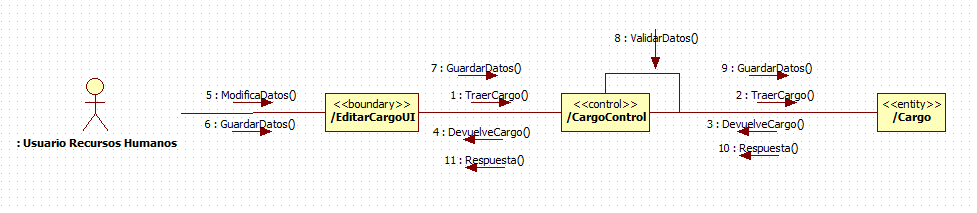 8 : ValidarDatos()
7 : GuardarDatos()
9 : GuardarDatos()
5 : ModificaDatos()
1 : TraerCargo()
2 : TraerCargo()
<<boundary>>
/EditarCargoUI
<<control>>
/CargoControl
<<entity>>
/Cargo
6 : GuardarDatos()
4 : DevuelveCargo()
3 : DevuelveCargo()
: Usuario Recursos Humanos
11 : Respuesta()
10 : Respuesta()